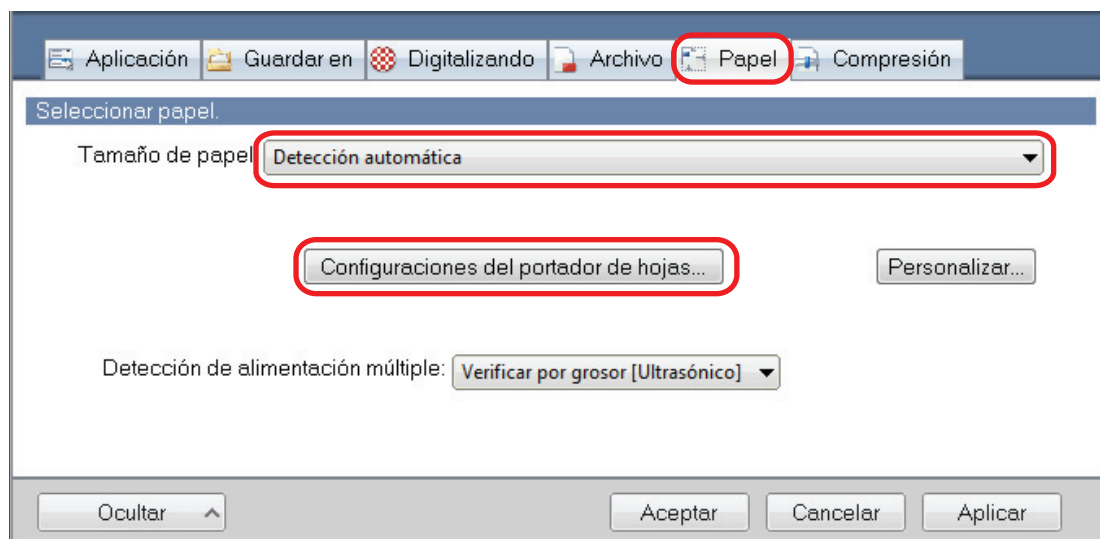 Aplicación Guardar en Digitalizando Archivo Papel Compresión
Seleccionar papel.
Tamaño de papel Detección automática
Configuraciones del portador de hojas... Personalizar...
Detección de alimentación múltiple: Verificar por grosor [Ultrasónico]
Ocultar Aceptar Cancelar Aplicar